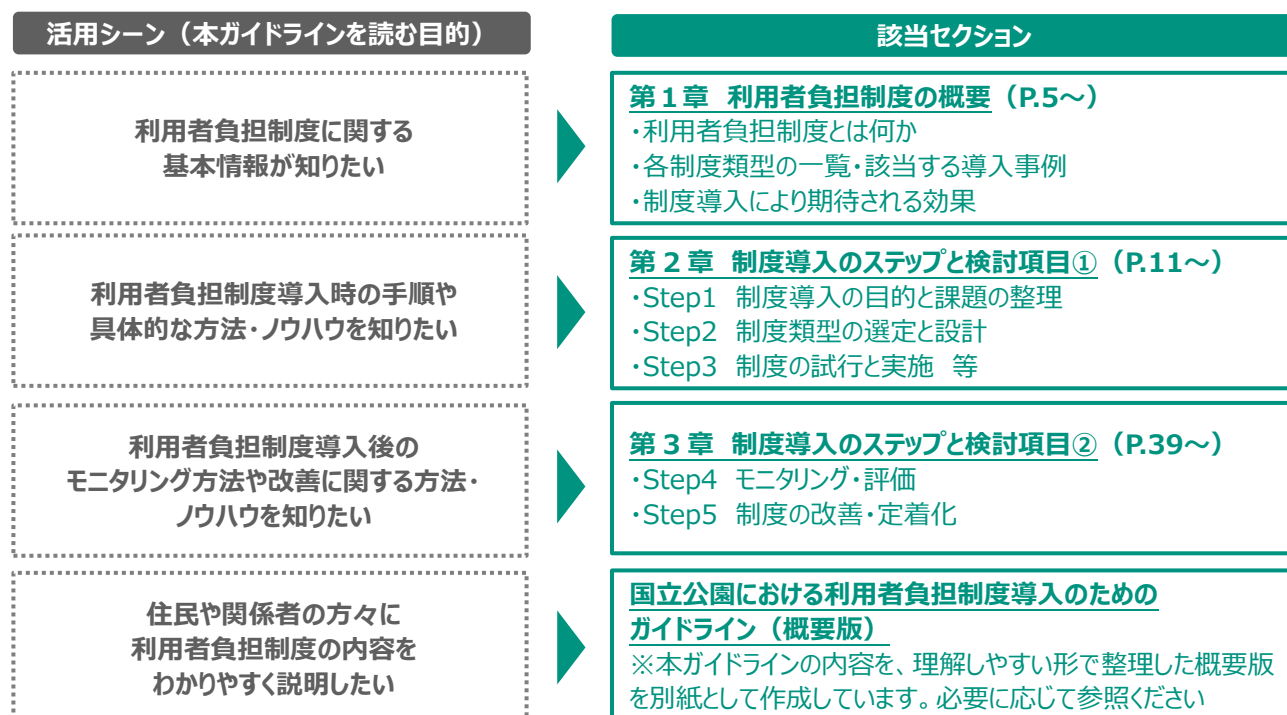 活用シーン（本ガイドラインを読む目的）
該当セクション
利用者負担制度に関する
基本情報が知りたい
第１章 利用者負担制度の概要（P.5～）
・利用者負担制度とは何か
・各制度類型の一覧・該当する導入事例
・制度導入により期待される効果
利用者負担制度導入時の手順や
具体的な方法・ノウハウを知りたい
第２章 制度導入のステップと検討項目①（P.11～）
・Step1 制度導入の目的と課題の整理
・Step2 制度類型の選定と設計
・Step3 制度の試行と実施 等
利用者負担制度導入後の
モニタリング方法や改善に関する方法・
ノウハウを知りたい
第３章 制度導入のステップと検討項目②（P.39～）
・Step4 モニタリング・評価
・Step5 制度の改善・定着化
住民や関係者の方々に
利用者負担制度の内容を
わかりやすく説明したい
国立公園における利用者負担制度導入のための
ガイドライン（概要版）
※本ガイドラインの内容を、理解しやすい形で整理した概要版
を別紙として作成しています。必要に応じて参照ください